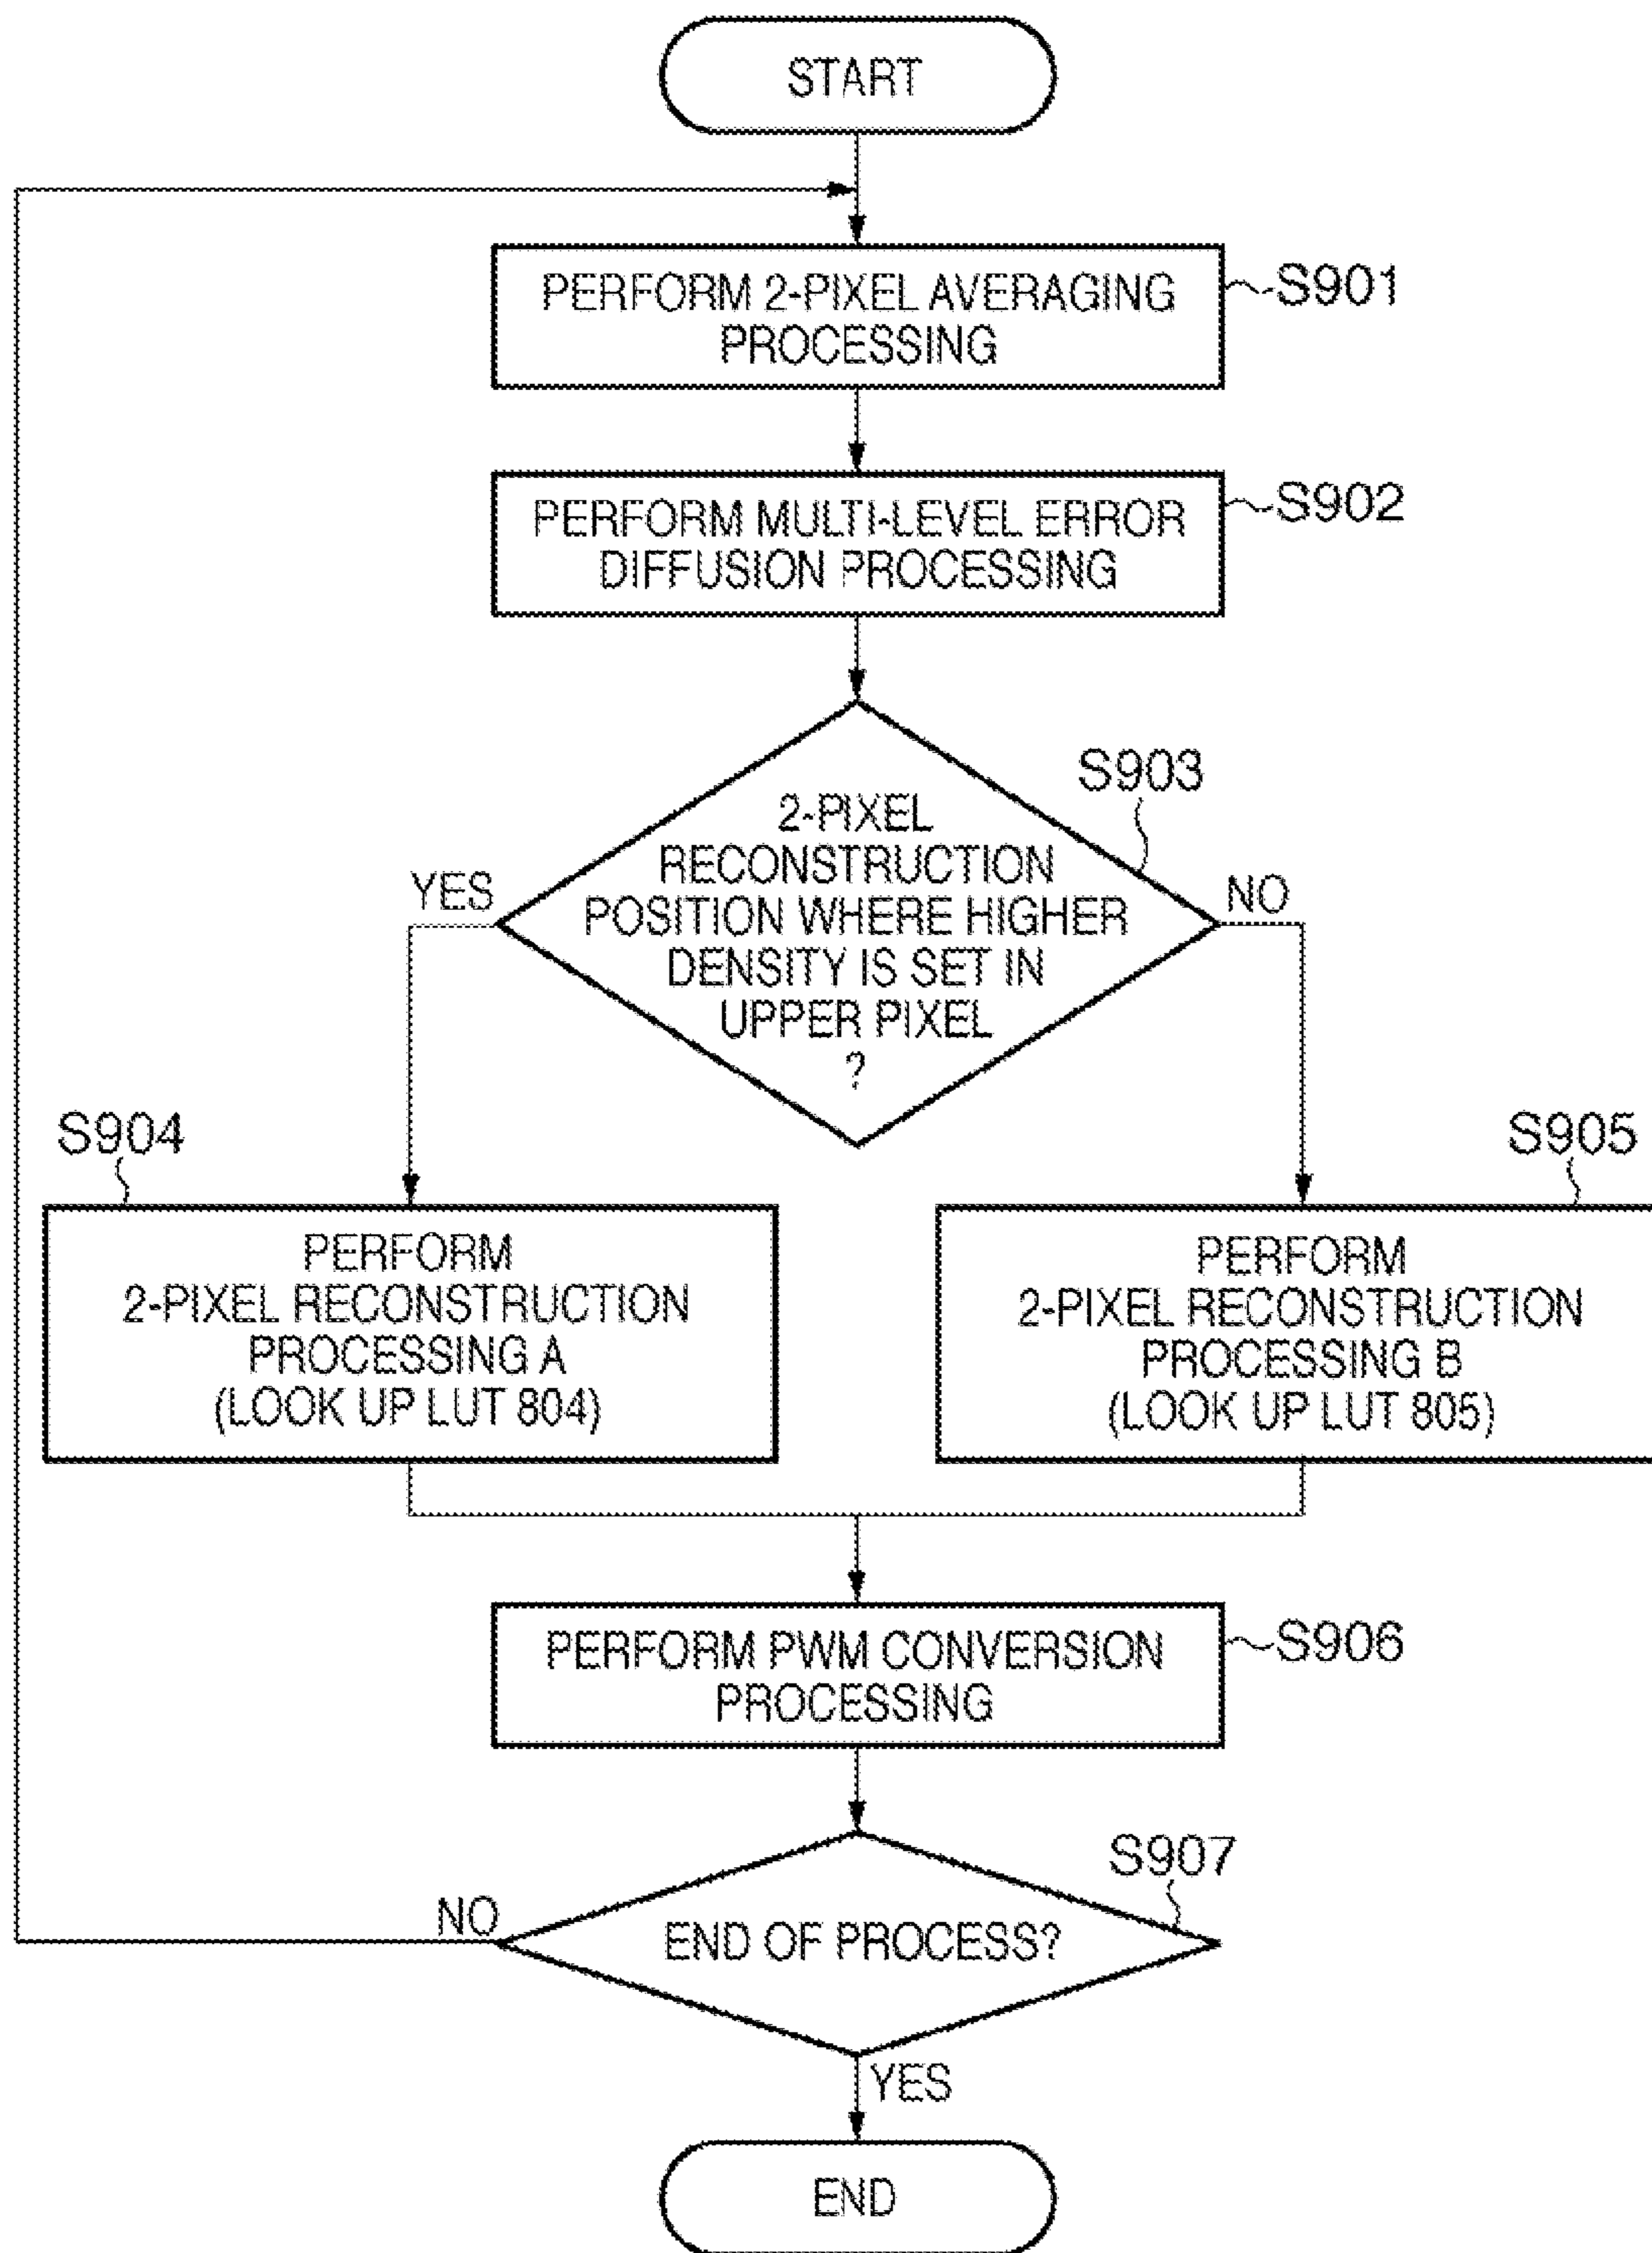 START
PERFORM 2-PIXEL AVERAGING
PROCESSING
S901
PERFORM MULTI-LEVEL ERROR
DIFFUSION PROCESSING
S902
S903
2-PIXEL
RECONSTRUCTION
POSITION WHERE HIGHER
DENSITY IS SET IN
UPPER PIXEL
?
YES
NO
S904
PERFORM
2-PIXEL RECONSTRUCTION
PROCESSING A
(LOOK UP LUT 804)
S905
PERFORM
2-PIXEL RECONSTRUCTION
PROCESSING B
(LOOK UP LUT 805)
PERFORM PWM CONVERSION
PROCESSING
S906
S907
NO
END OF PROCESS?
YES
END